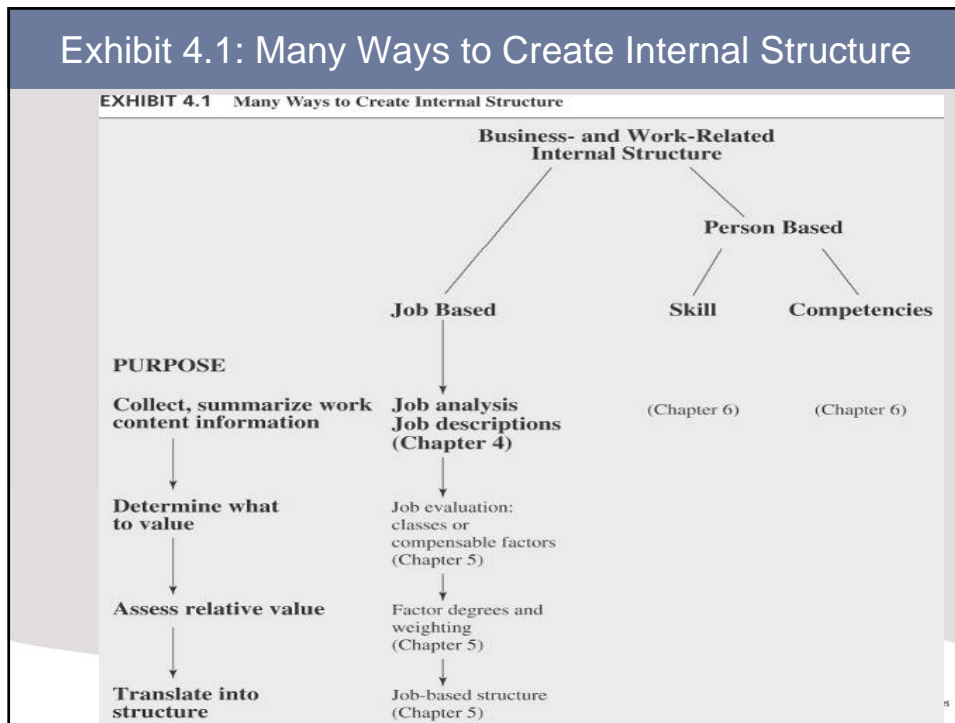 Exhibit 4.1: Many Ways to Create Internal Structure
EXHIBIT 4.1 Many Ways to Create Internal Structure
Business- and Work-Related
Internal Structure
Person Based
Job Based
Skill
Competencies
PURPOSE
Collect, summarize work
content information
Job analysis
Job descriptions
(Chapter 4)
(Chapter 6)
(Chapter 6)
Determine what
to value
Job evaluation:
classes or
compensable factors
(Chapter 5)
Assess relative value
Factor degrees and
weighting
(Chapter 5)
Translate into
structure
Job-based structure
(Chapter 5)